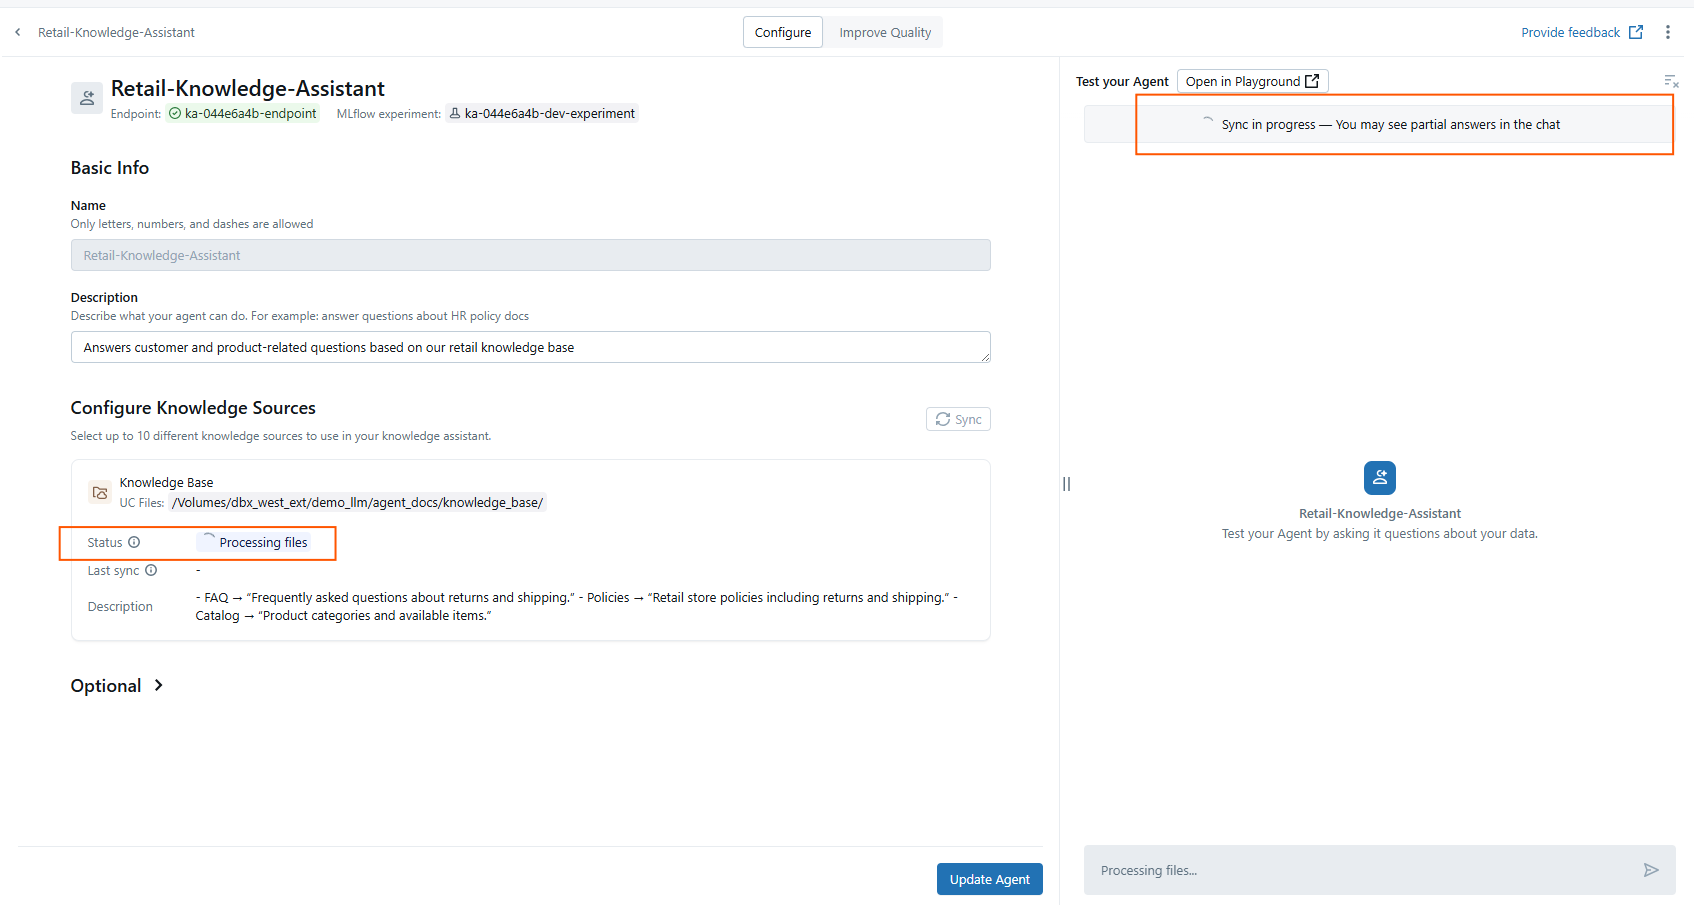 Retail-Knowledge-Assistant
Configure
Improve Quality
Provide feedback
Retail-Knowledge-Assistant
Endpoint: ka-044e6a4b-endpoint MLflow experiment: ka-044e6a4b-dev-experiment
Basic Info
Name
Only letters, numbers, and dashes are allowed
Retail-Knowledge-Assistant
Description
Describe what your agent can do. For example: answer questions about HR policy docs
Answers customer and product-related questions based on our retail knowledge base
Configure Knowledge Sources
Sync
Select up to 10 different knowledge sources to use in your knowledge assistant.
Knowledge Base
UC Files: /Volumes/dbx_west_ext/demo_llm/agent_docs/knowledge_base/
Status Processing files
Last sync -
Description
- FAQ → “Frequently asked questions about returns and shipping.” - Policies → “Retail store policies including returns and shipping.” -
Catalog → “Product categories and available items.”
Optional
Update Agent
Test your Agent
Open in Playground
Sync in progress — You may see partial answers in the chat
Retail-Knowledge-Assistant
Test your Agent by asking it questions about your data.
Processing files...